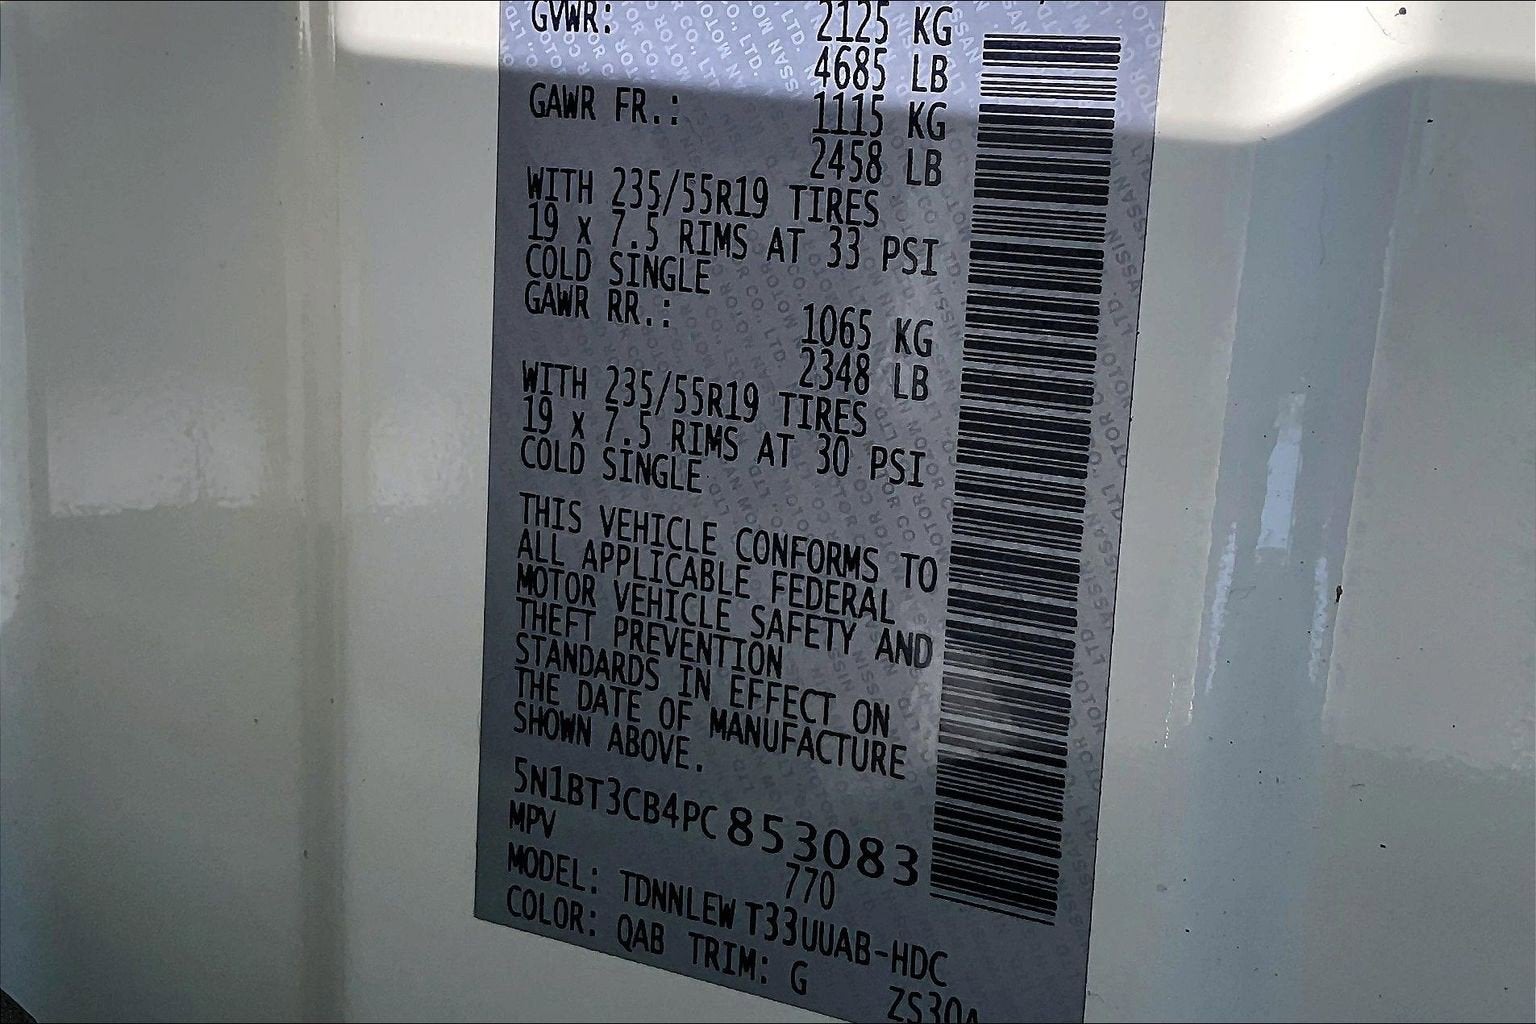 GVWR: 2125 KG
4685 LB
GAWR FR.: 1115 KG
2458 LB
WITH 235/55R19 TIRES
19 x 7.5 RIMS AT 33 PSI
COLD SINGLE
GAWR RR.: 1065 KG
2348 LB
WITH 235/55R19 TIRES
19 x 7.5 RIMS AT 30 PSI
COLD SINGLE
THIS VEHICLE CONFORMS TO
ALL APPLICABLE FEDERAL
MOTOR VEHICLE SAFETY AND
THEFT PREVENTION
STANDARDS IN EFFECT ON
THE DATE OF MANUFACTURE
SHOWN ABOVE.
5N1BT3CB4PC853083
MPV 770
MODEL: TDNNLEWT33UUAB-HDC
COLOR: QAB TRIM: G
ZS30A